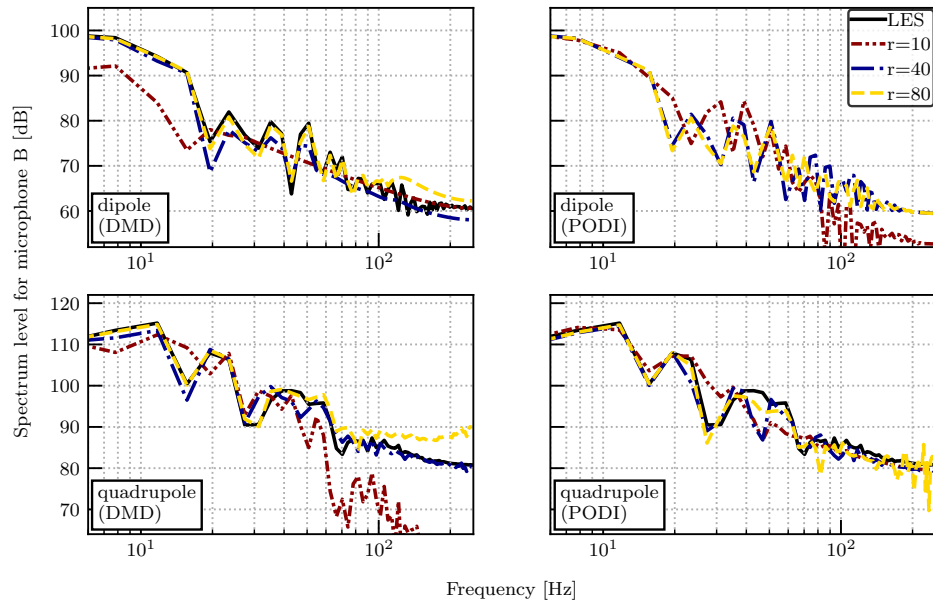 Spectrum level for microphone B [dB]
100
90
80
70
60
dipole
(DMD)
10¹
10²
dipole
(PODI)
10¹
10²
LES
r=10
r=40
r=80
120
110
100
90
80
70
quadrupole
(DMD)
10¹
10²
quadrupole
(PODI)
10¹
10²
Frequency [Hz]